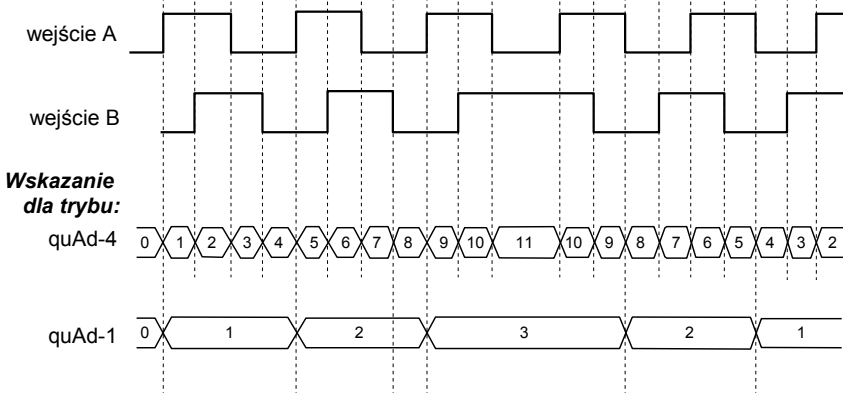 wejście A
wejście B
Wskazanie
dla trybu:
quAd-4 0 1 2 3 4 5 6 7 8 9 10 11 10 9 8 7 6 5 4 3 2
quAd-1 0 1 2 3 2 1